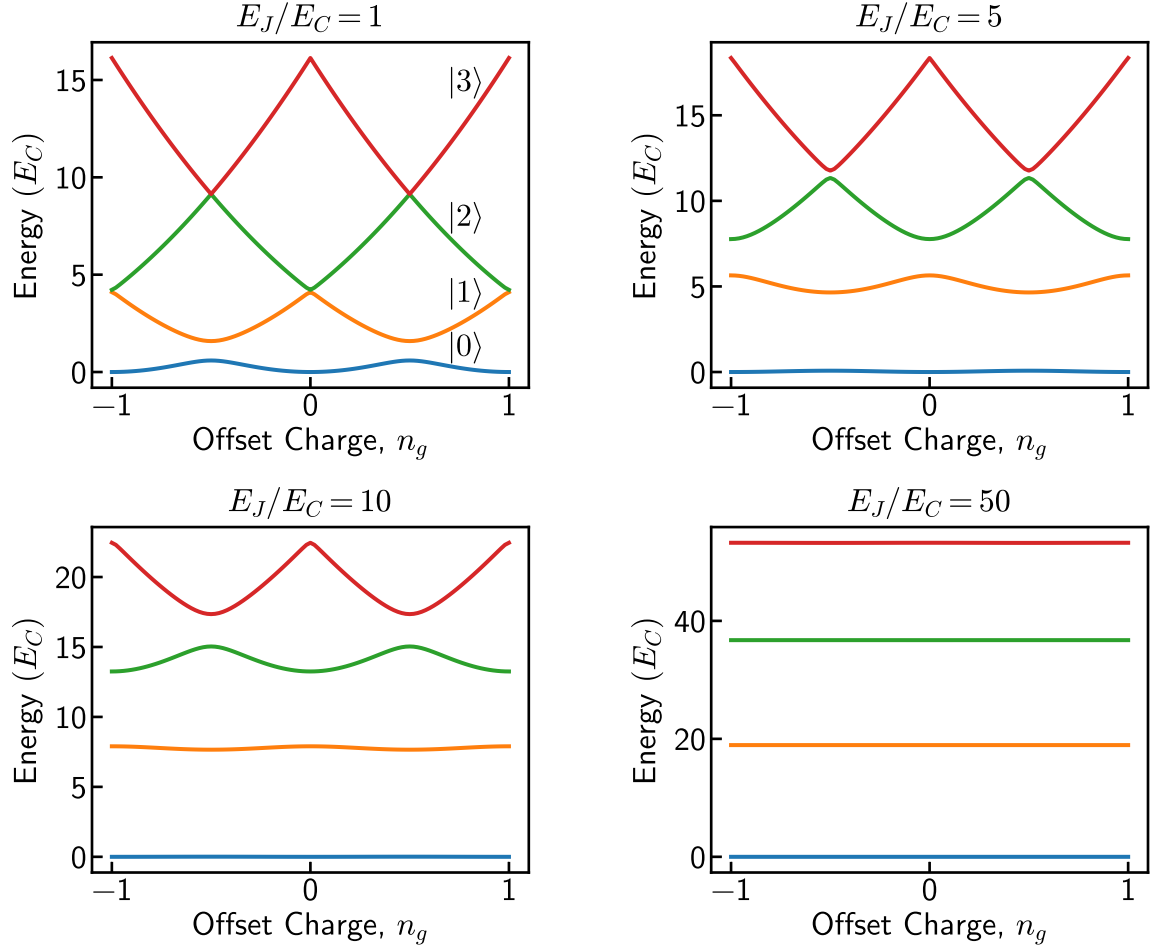 E_J/E_C = 1
Energy (E_C)
15
10
5
0
|3⟩
|2⟩
|1⟩
|0⟩
−1 0 1
Offset Charge, n_g
E_J/E_C = 5
Energy (E_C)
15
10
5
0
−1 0 1
Offset Charge, n_g
E_J/E_C = 10
Energy (E_C)
20
15
10
5
0
−1 0 1
Offset Charge, n_g
E_J/E_C = 50
Energy (E_C)
40
20
0
−1 0 1
Offset Charge, n_g